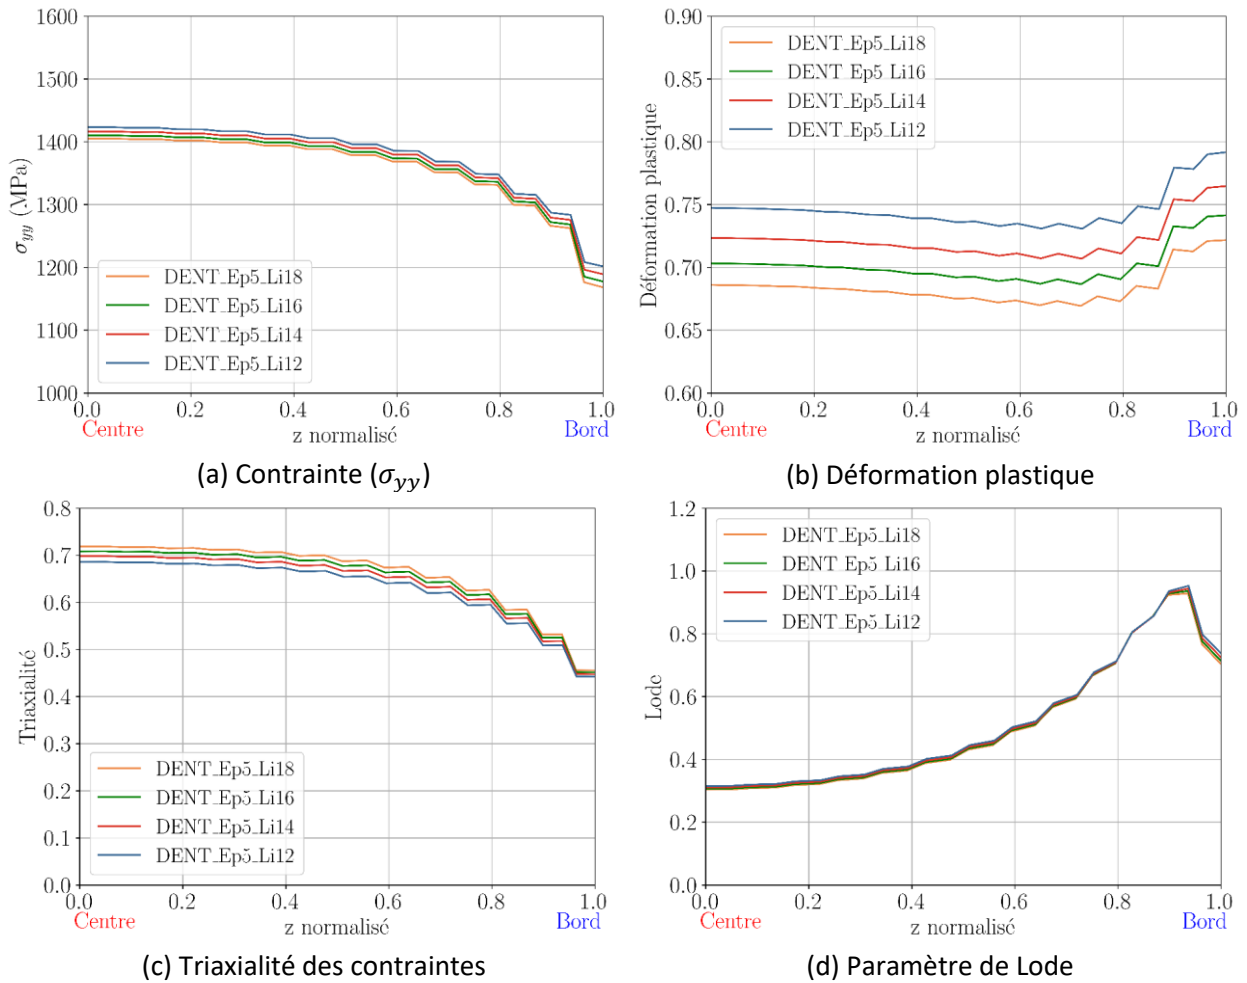 1600
1500
1400
1300
1200
1100
1000
σyy (MPa)
DENT_Ep5_Li18
DENT_Ep5_Li16
DENT_Ep5_Li14
DENT_Ep5_Li12
0.0 0.2 0.4 0.6 0.8 1.0
Centre z normalisé Bord
(a) Contrainte (σyy)
0.90
0.85
0.80
0.75
0.70
0.65
0.60
Déformation plastique
DENT_Ep5_Li18
DENT Ep5 Li16
DENT_Ep5_Li14
DENT_Ep5_Li12
0.0 0.2 0.4 0.6 0.8 1.0
Centre z normalisé Bord
(b) Déformation plastique
0.8
0.7
0.6
0.5
0.4
0.3
0.2
0.1
0.0
Triaxialité
DENT_Ep5_Li18
DENT_Ep5_Li16
DENT_Ep5_Li14
DENT_Ep5_Li12
0.0 0.2 0.4 0.6 0.8 1.0
Centre z normalisé Bord
(c) Triaxialité des contraintes
1.2
1.0
0.8
0.6
0.4
0.2
0.0
Lode
DENT_Ep5_Li18
DENT Ep5 Li16
DENT_Ep5_Li14
DENT_Ep5_Li12
0.0 0.2 0.4 0.6 0.8 1.0
Centre z normalisé Bord
(d) Paramètre de Lode